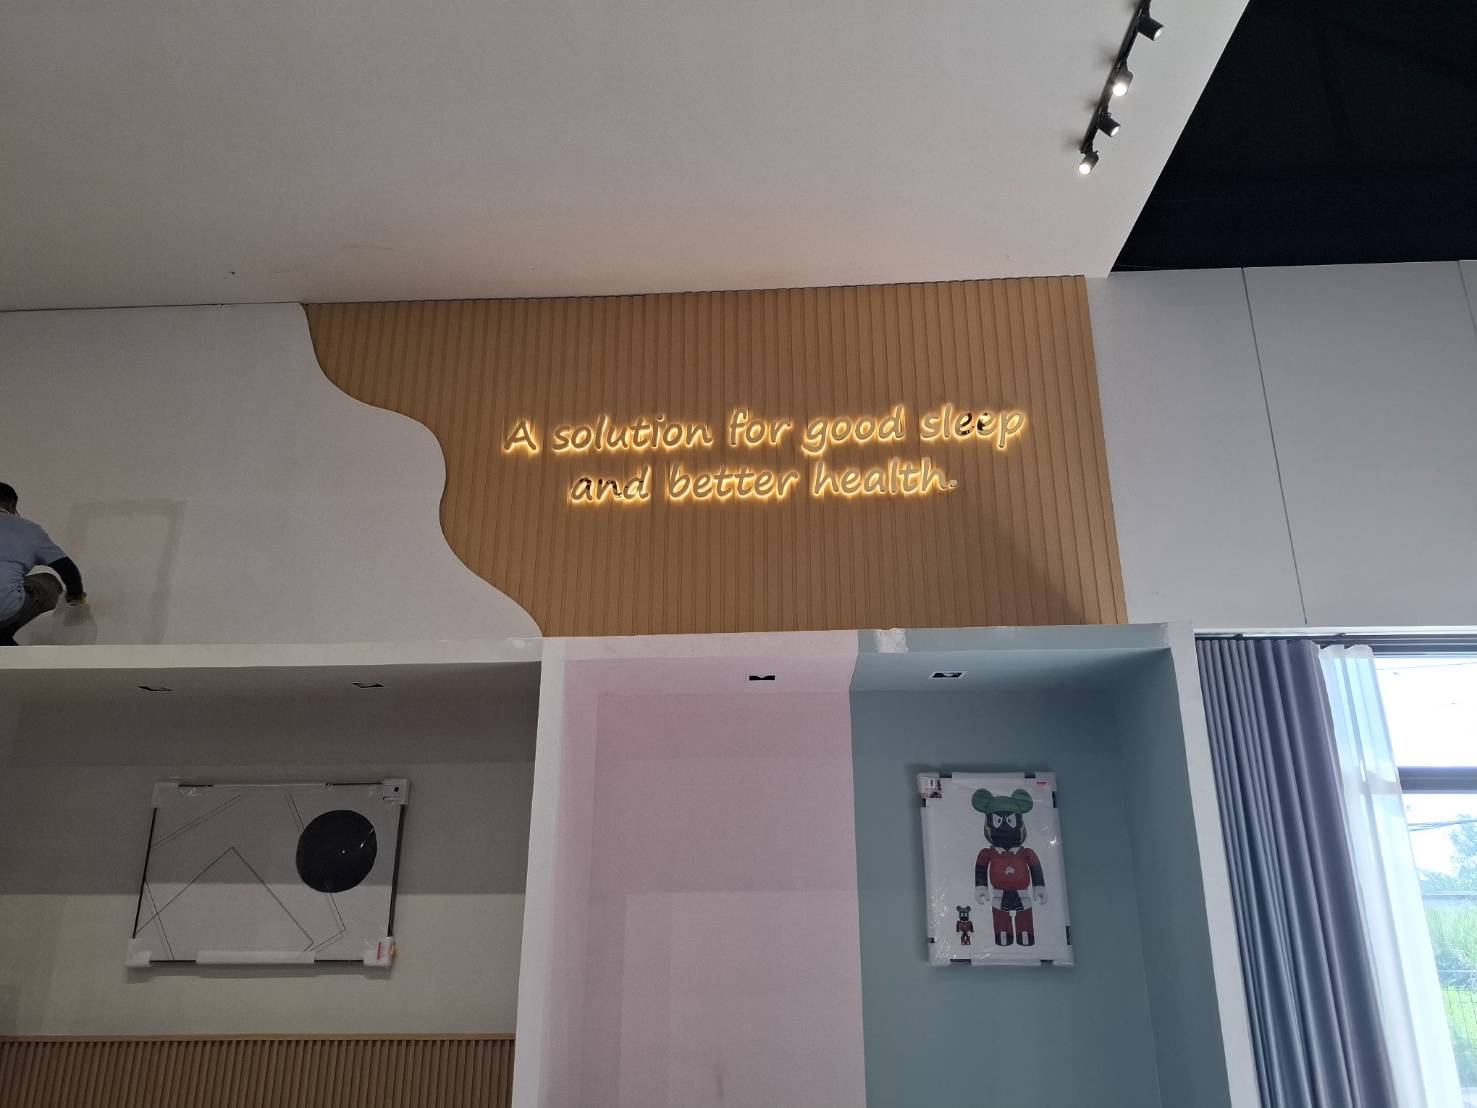 A solution for good sleep
and better health.